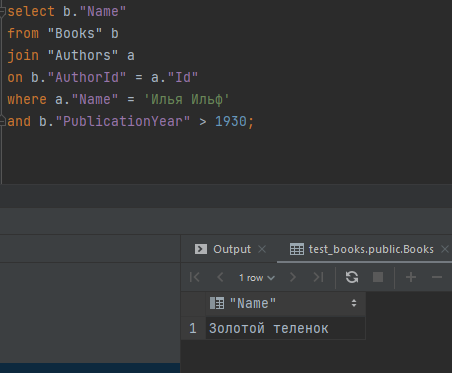 select b."Name"
from "Books" b
join "Authors" a
on b."AuthorId" = a."Id"
where a."Name" = 'Илья Ильф'
and b."PublicationYear" > 1930;
Output
test_books.public.Books
1 row
"Name"
1 Золотой теленок